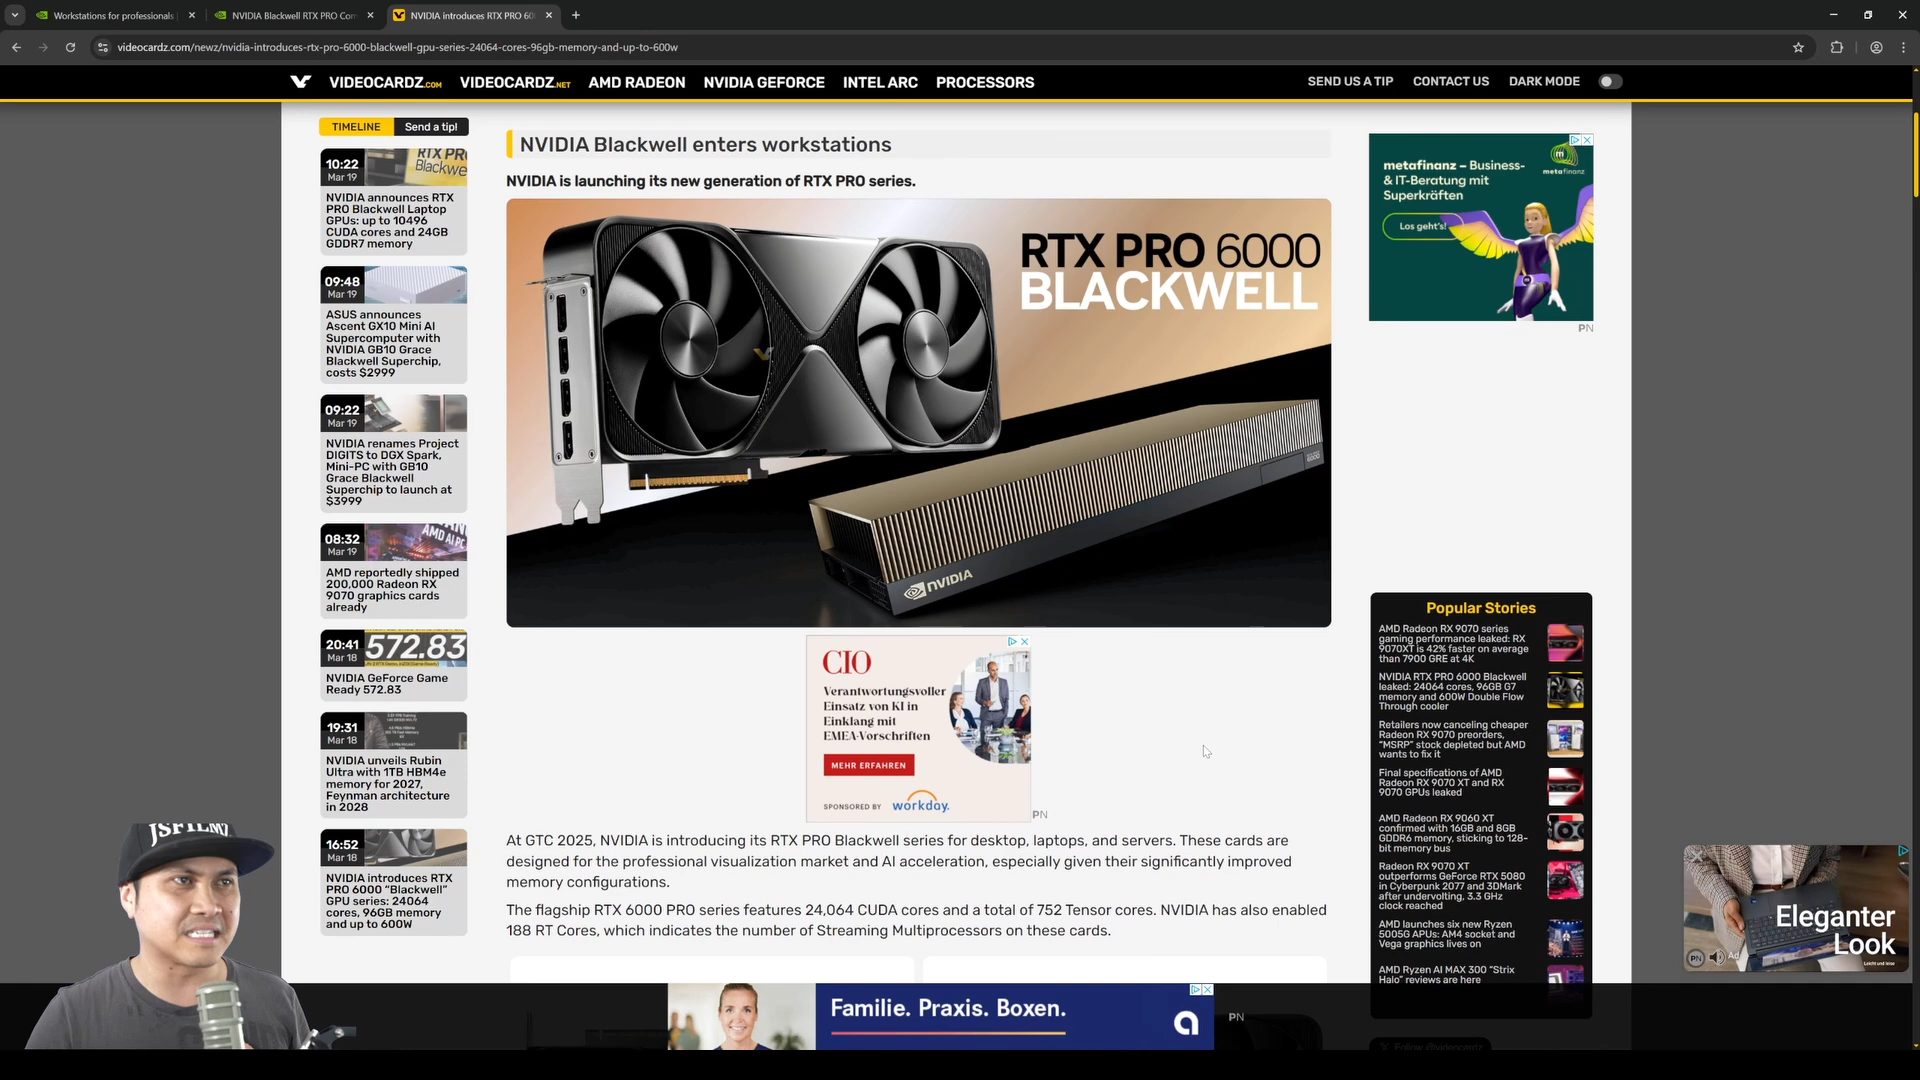 Workstations for professionals
NVIDIA Blackwell RTX PRO Com
NVIDIA introduces RTX PRO 60
videocardz.com/newz/nvidia-introduces-rtx-pro-6000-blackwell-gpu-series-24064-cores-96gb-memory-and-up-to-600w
VIDEOCARDZ.COM
VIDEOCARDZ.NET
AMD RADEON
NVIDIA GEFORCE
INTEL ARC
PROCESSORS
SEND US A TIP
CONTACT US
DARK MODE
TIMELINE
Send a tip!
10:22
Mar 19
RTX PR
Blackwe
NVIDIA announces RTX
PRO Blackwell Laptop
GPUs: up to 10496
CUDA cores and 24GB
GDDR7 memory
09:48
Mar 19
ASUS announces
Ascent GX10 Mini AI
Supercomputer with
NVIDIA GB10 Grace
Blackwell Superchip,
costs $2999
09:22
Mar 19
NVIDIA renames Project
DIGITS to DGX Spark,
Mini-PC with GB10
Grace Blackwell
Superchip to launch at
$3999
08:32
Mar 19
AMD AI PC
AMD reportedly shipped
200,000 Radeon RX
9070 graphics cards
already
20:41
Mar 18
572.83
NVIDIA GeForce Game
Ready 572.83
19:31
Mar 18
NVIDIA unveils Rubin
Ultra with 1TB HBM4e
memory for 2027,
Feynman architecture
in 2028
16:52
Mar 18
NVIDIA introduces RTX
PRO 6000 “Blackwell”
GPU series: 24064
cores, 96GB memory
and up to 600W
NVIDIA Blackwell enters workstations
NVIDIA is launching its new generation of RTX PRO series.
RTX PRO 6000
BLACKWELL
NVIDIA
CIO
Verantwortungsvoller
Einsatz von KI in
Einklang mit
EMEA-Vorschriften
MEHR ERFAHREN
SPONSORED BY workday.
PN
At GTC 2025, NVIDIA is introducing its RTX PRO Blackwell series for desktop, laptops, and servers. These cards are
designed for the professional visualization market and AI acceleration, especially given their significantly improved
memory configurations.
The flagship RTX 6000 PRO series features 24,064 CUDA cores and a total of 752 Tensor cores. NVIDIA has also enabled
188 RT Cores, which indicates the number of Streaming Multiprocessors on these cards.
metafinanz – Business-
& IT-Beratung mit
Superkräften
metafinanz
Los geht's!
PN
Popular Stories
AMD Radeon RX 9070 series
gaming performance leaked: RX
9070XT is 42% faster on average
than 7900 GRE at 4K
NVIDIA RTX PRO 6000 Blackwell
leaked: 24064 cores, 96GB G7
memory and 600W Double Flow
Through cooler
Retailers now canceling cheaper
Radeon RX 9070 preorders,
“MSRP” stock depleted but AMD
wants to fix it
Final specifications of AMD
Radeon RX 9070 XT and RX
9070 GPUs leaked
AMD Radeon RX 9060 XT
confirmed with 16GB and 8GB
GDDR6 memory, sticking to 128-
bit memory bus
Radeon RX 9070 XT
outperforms GeForce RTX 5080
in Cyberpunk 2077 and 3DMark
after undervolting, 3.3 GHz
clock reached
AMD launches six new Ryzen
5005G APUs: AM4 socket and
Vega graphics lives on
AMD Ryzen AI MAX 300 “Strix
Halo” reviews are here
Follow @videocardz
Eleganter
Look
PN
Ad
JSFILMZ
Familie. Praxis. Boxen.
a
PN